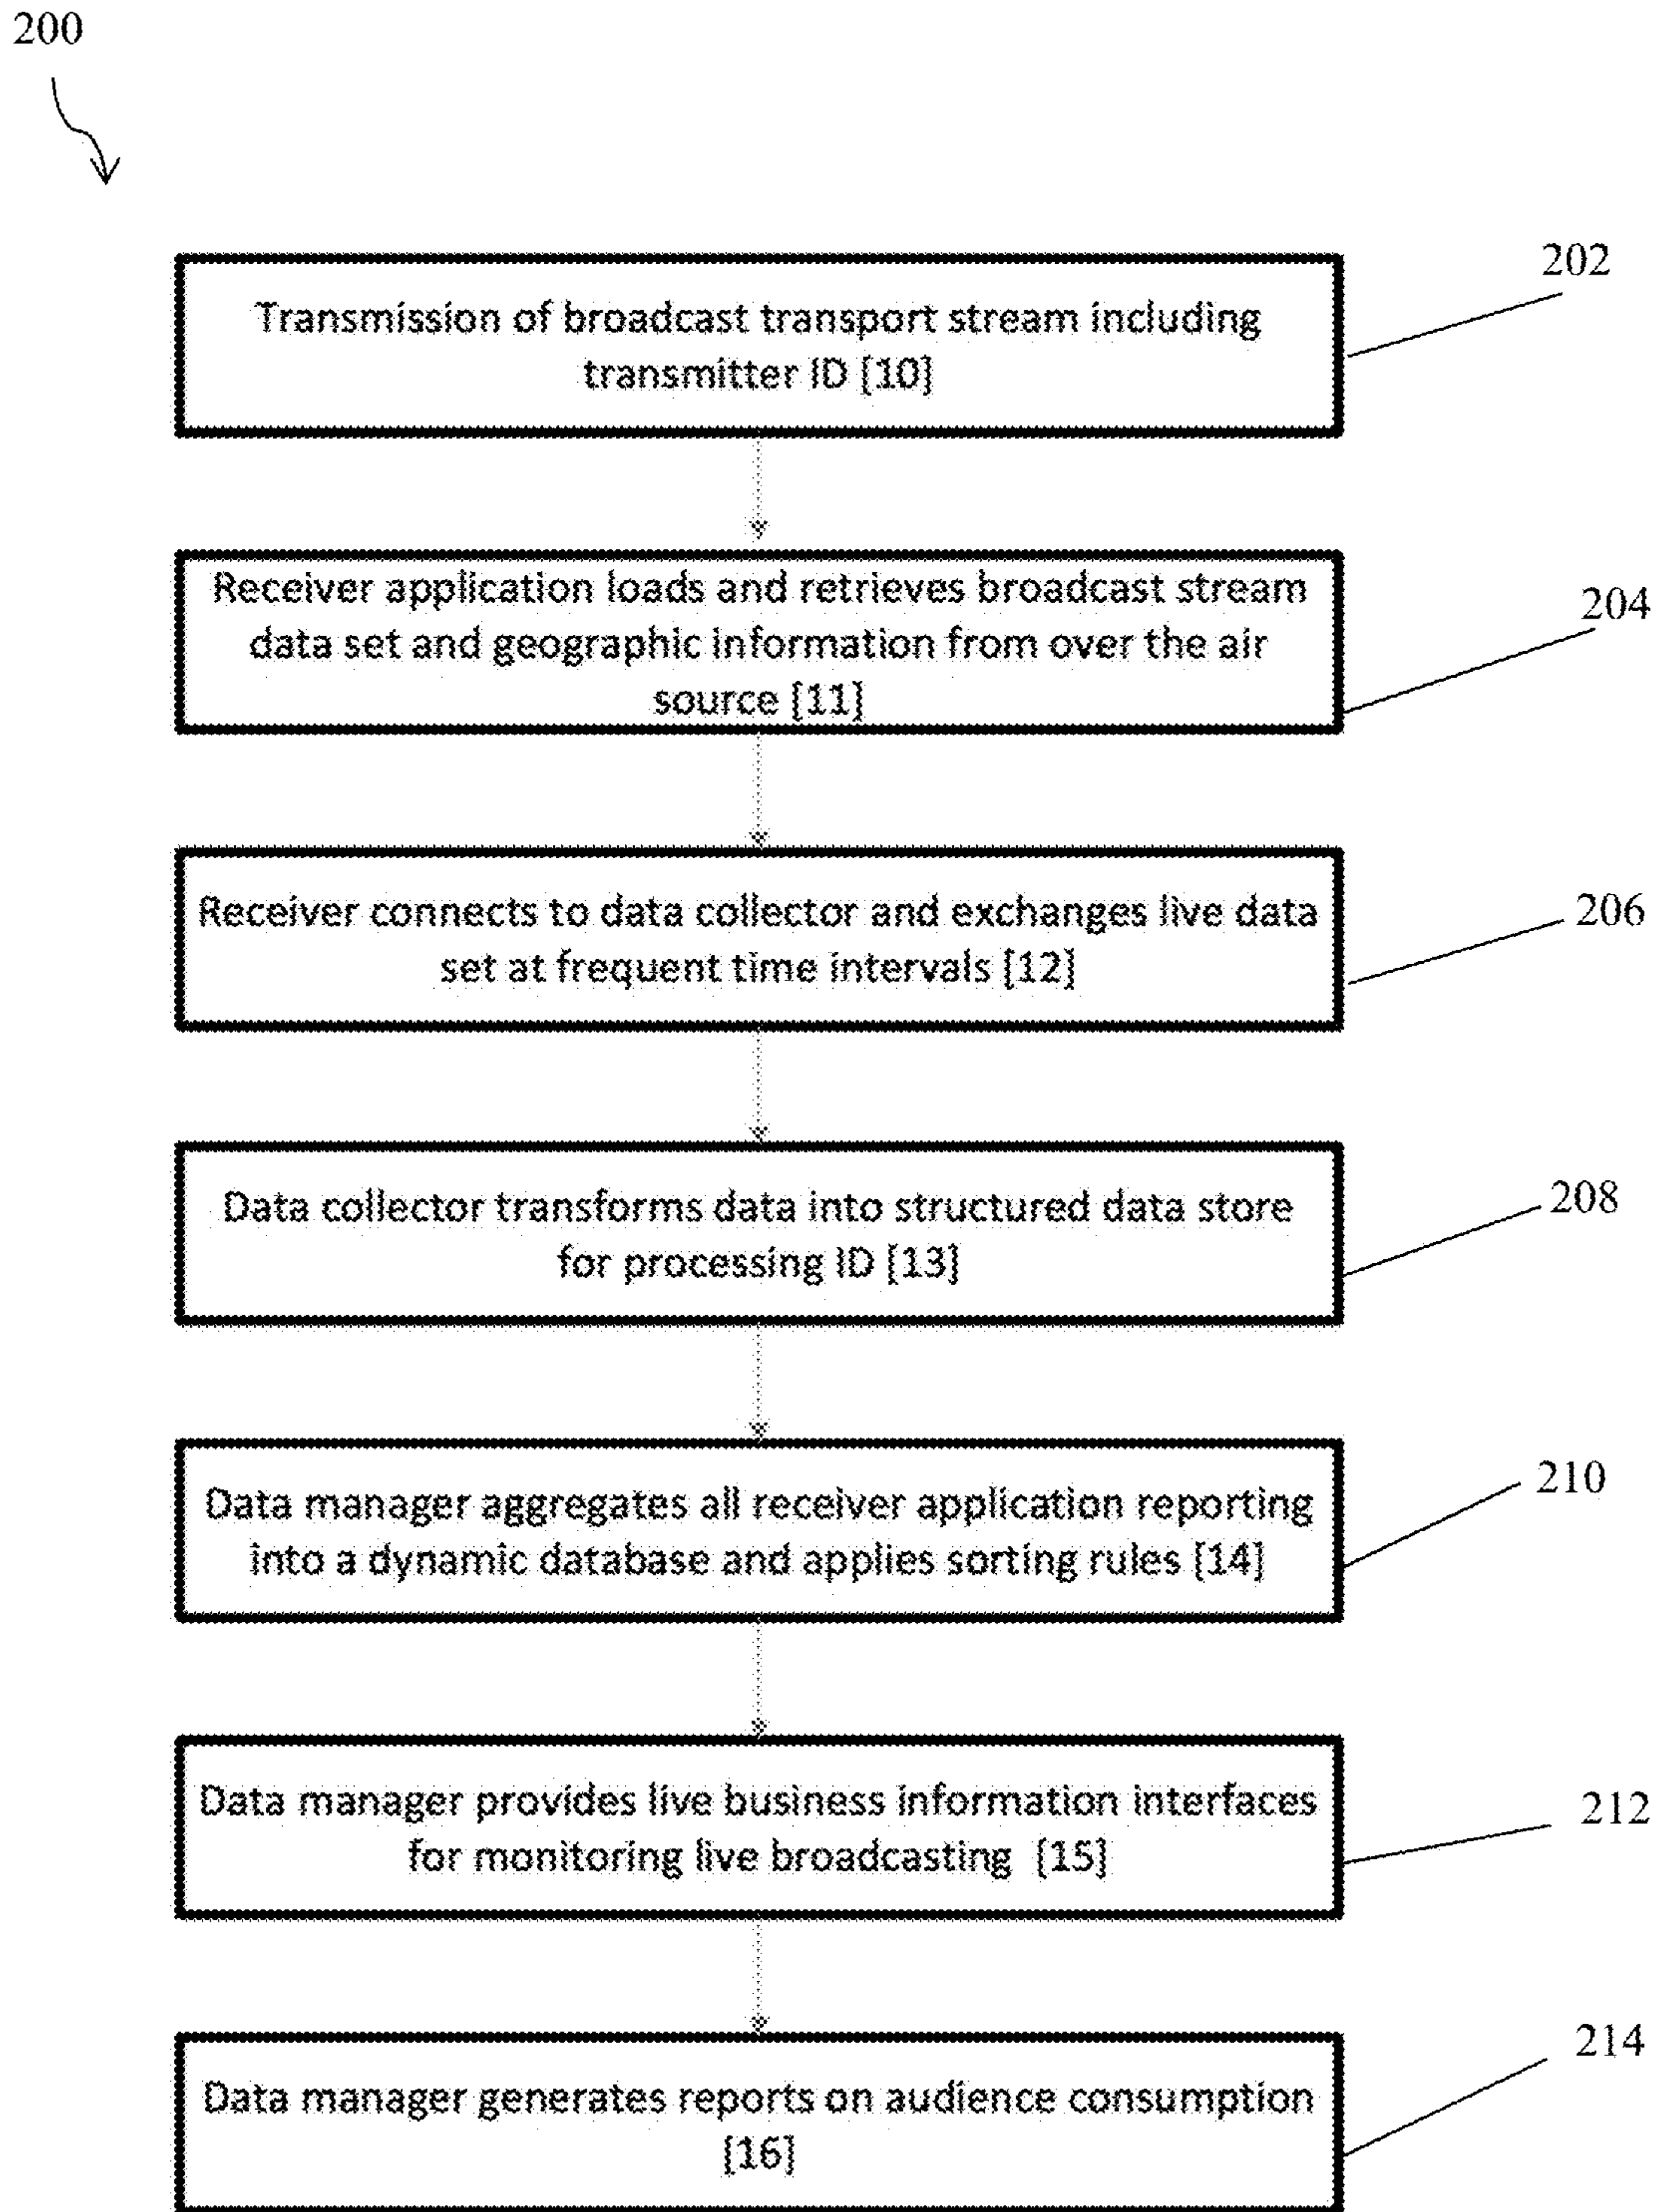 200
202
Transmission of broadcast transport stream including
transmitter ID [10]
204
Receiver application loads and retrieves broadcast stream
data set and geographic information from over the air
source [11]
206
Receiver connects to data collector and exchanges live data
set at frequent time intervals [12]
208
Data collector transforms data into structured data store
for processing ID [13]
210
Data manager aggregates all receiver application reporting
into a dynamic database and applies sorting rules [14]
212
Data manager provides live business information interfaces
for monitoring live broadcasting [15]
214
Data manager generates reports on audience consumption
[16]